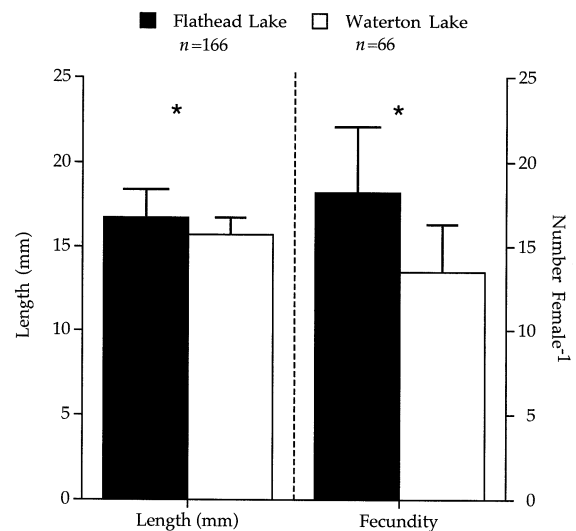 Flathead Lake Waterton Lake
n=166 n=66
25 25
* *
20 20
15 15
10 10
5 5
0 0
Length (mm)
Number Female-1
Length (mm) Fecundity